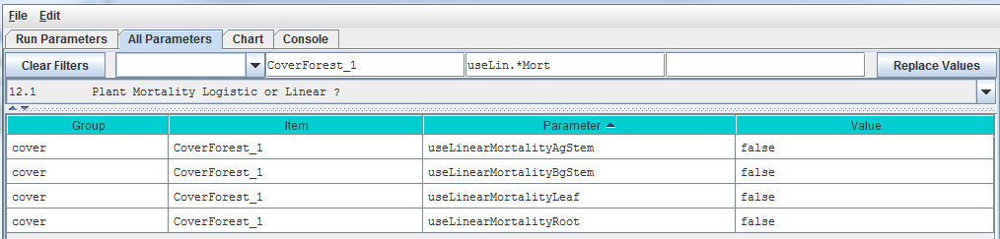 File Edit
Run Parameters All Parameters Chart Console
Clear Filters CoverForest_1 useLin.*Mort Replace Values
12.1 Plant Mortality Logistic or Linear ?
Group Item Parameter Value
cover CoverForest_1 useLinearMortalityAgStem false
cover CoverForest_1 useLinearMortalityBgStem false
cover CoverForest_1 useLinearMortalityLeaf false
cover CoverForest_1 useLinearMortalityRoot false